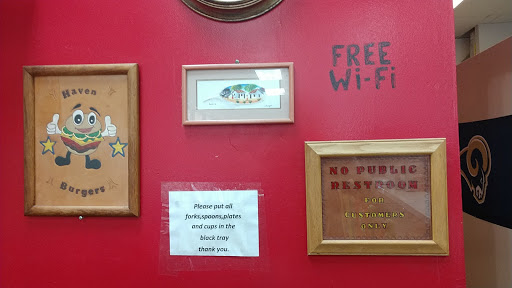 Haven
Burgers
FREE
Wi-Fi
Please put all
forks,spoons,plates
and cups in the
black tray
thank you.
NO PUBLIC
RESTROOM
FOR
CUSTOMERS
ONLY